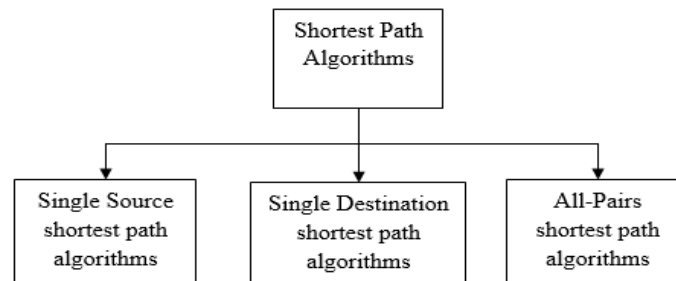 Shortest Path
Algorithms
Single Source
shortest path
algorithms
Single Destination
shortest path
algorithms
All-Pairs
shortest path
algorithms